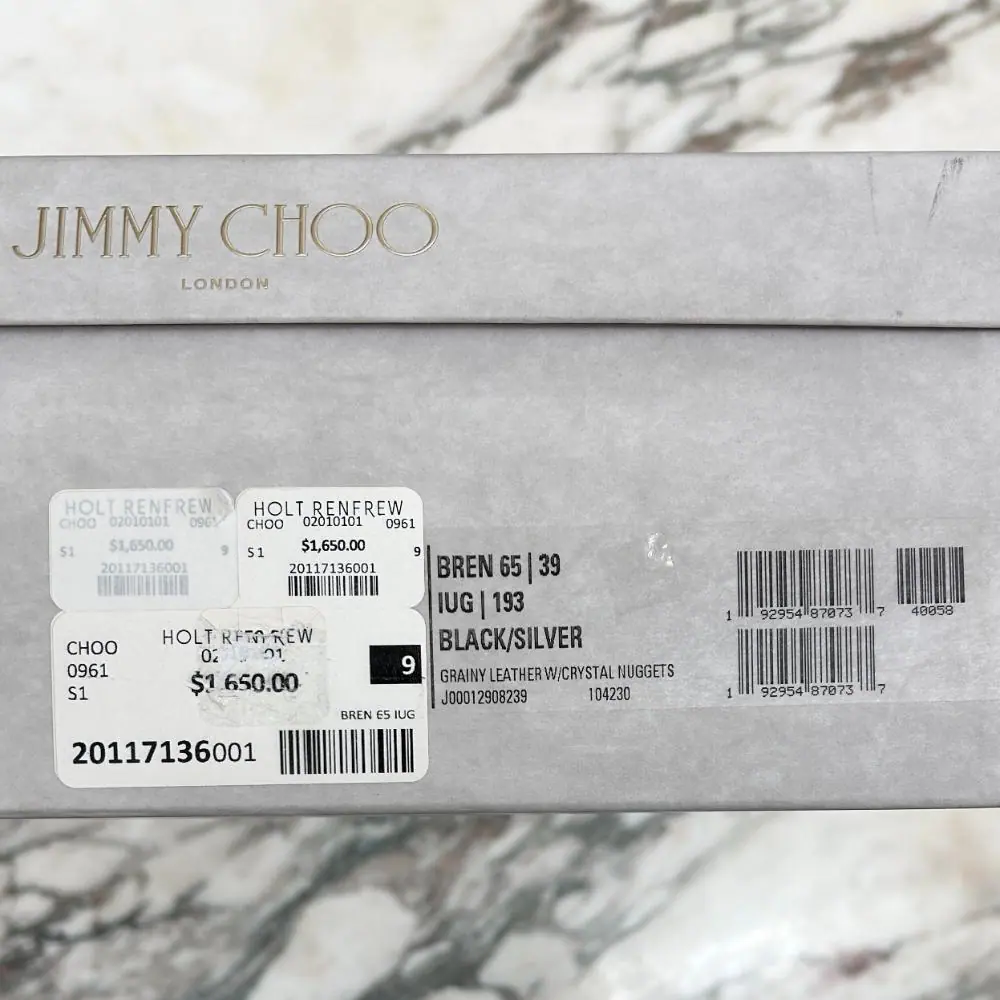 JIMMY CHOO
LONDON
HOLT RENFREW
CHOO 02010101 0961
S1 $1,650.00 9
20117136001
HOLT RENFREW
CHOO 02010101 0961
S1 $1,650.00 9
20117136001
CHOO HOLT RENFREW
0961
S1 $1,650.00 9
BREN 65 IUG
20117136001
BREN 65 | 39
IUG | 193
BLACK/SILVER
GRAINY LEATHER W/CRYSTAL NUGGETS
J00012908239 104230
1 92954 87073 7
40058
1 92954 87073 7